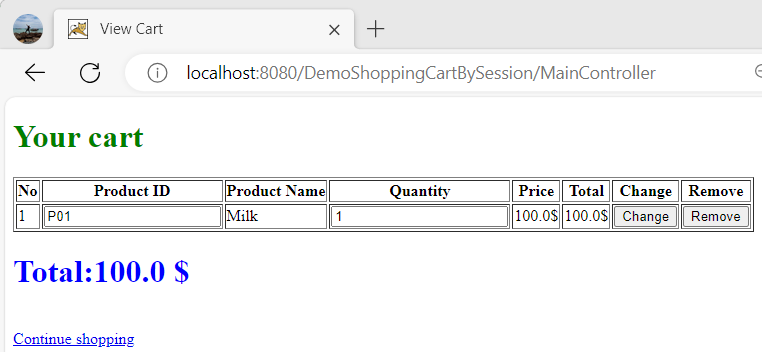 View Cart
localhost:8080/DemoShoppingCartBySession/MainController
Your cart
No Product ID Product Name Quantity Price Total Change Remove
1 P01 Milk 1 100.0$ 100.0$ Change Remove
Total:100.0 $
Continue shopping